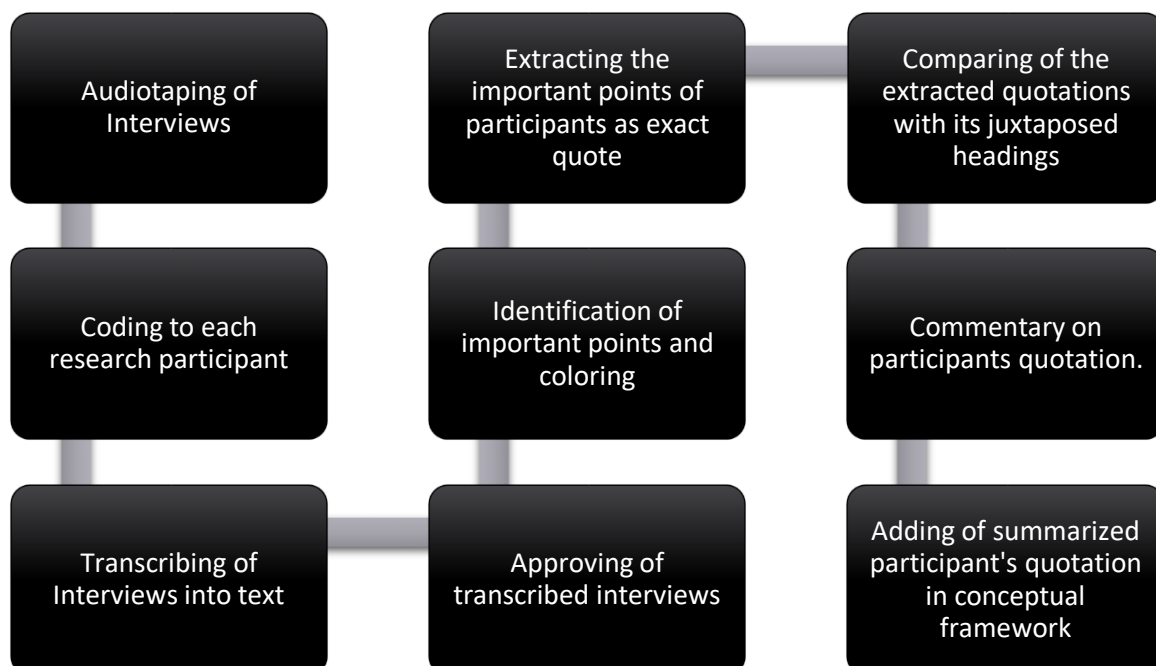 Audiotaping of
Interviews
Coding to each
research participant
Transcribing of
Interviews into text
Approving of
transcribed interviews
Identification of
important points and
coloring
Extracting the
important points of
participants as exact
quote
Comparing of the
extracted quotations
with its juxtaposed
headings
Commentary on
participants quotation.
Adding of summarized
participant's quotation
in conceptual
framework